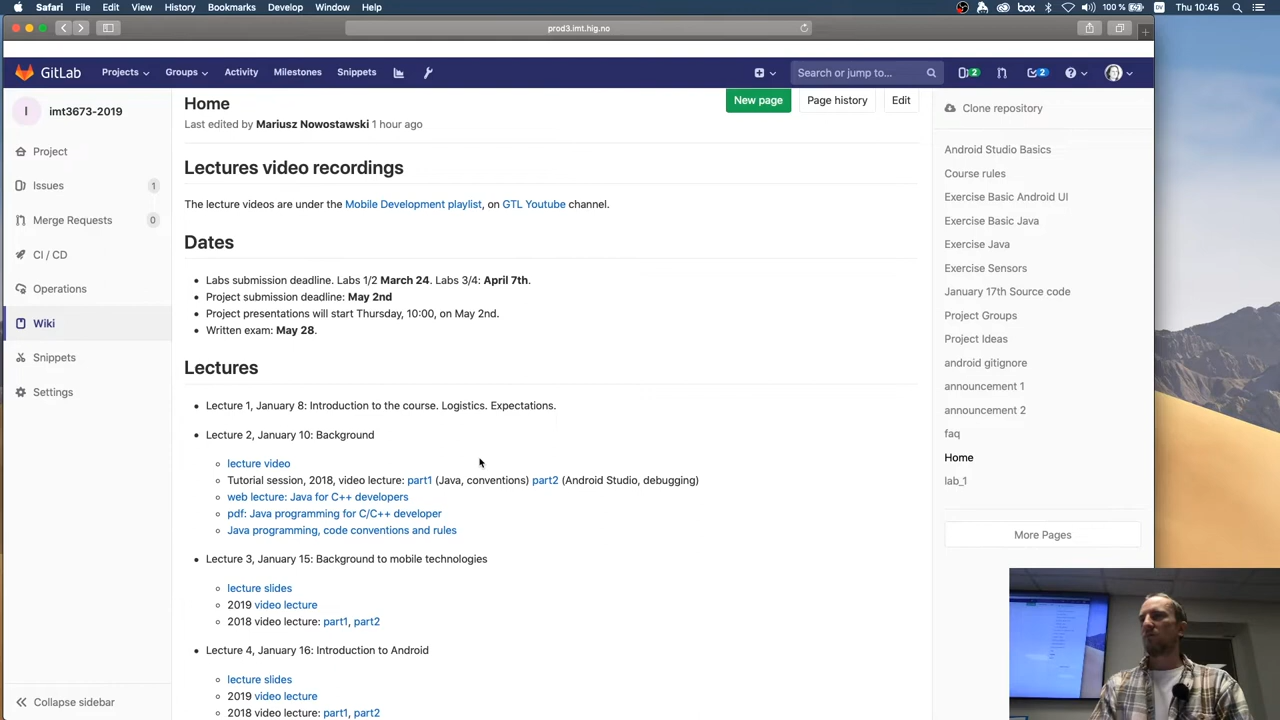 Safari File Edit View History Bookmarks Develop Window Help 100 % Thu 10:45
prod3.imt.hig.no
GitLab Projects Groups Activity Milestones Snippets Search or jump to... 2 2
I imt3673-2019
Project
Issues 1
Merge Requests 0
CI / CD
Operations
Wiki
Snippets
Settings
Collapse sidebar
Home New page Page history Edit
Last edited by Mariusz Nowostawski 1 hour ago
Lectures video recordings
The lecture videos are under the Mobile Development playlist, on GTL Youtube channel.
Dates
• Labs submission deadline. Labs 1/2 March 24. Labs 3/4: April 7th.
• Project submission deadline: May 2nd
• Project presentations will start Thursday, 10:00, on May 2nd.
• Written exam: May 28.
Lectures
• Lecture 1, January 8: Introduction to the course. Logistics. Expectations.
• Lecture 2, January 10: Background
lecture video
Tutorial session, 2018, video lecture: part1 (Java, conventions) part2 (Android Studio, debugging)
web lecture: Java for C++ developers
pdf: Java programming for C/C++ developer
Java programming, code conventions and rules
• Lecture 3, January 15: Background to mobile technologies
lecture slides
2019 video lecture
2018 video lecture: part1, part2
• Lecture 4, January 16: Introduction to Android
lecture slides
2019 video lecture
2018 video lecture: part1, part2
Clone repository
Android Studio Basics
Course rules
Exercise Basic Android UI
Exercise Basic Java
Exercise Java
Exercise Sensors
January 17th Source code
Project Groups
Project Ideas
android gitignore
announcement 1
announcement 2
faq
Home
lab_1
More Pages